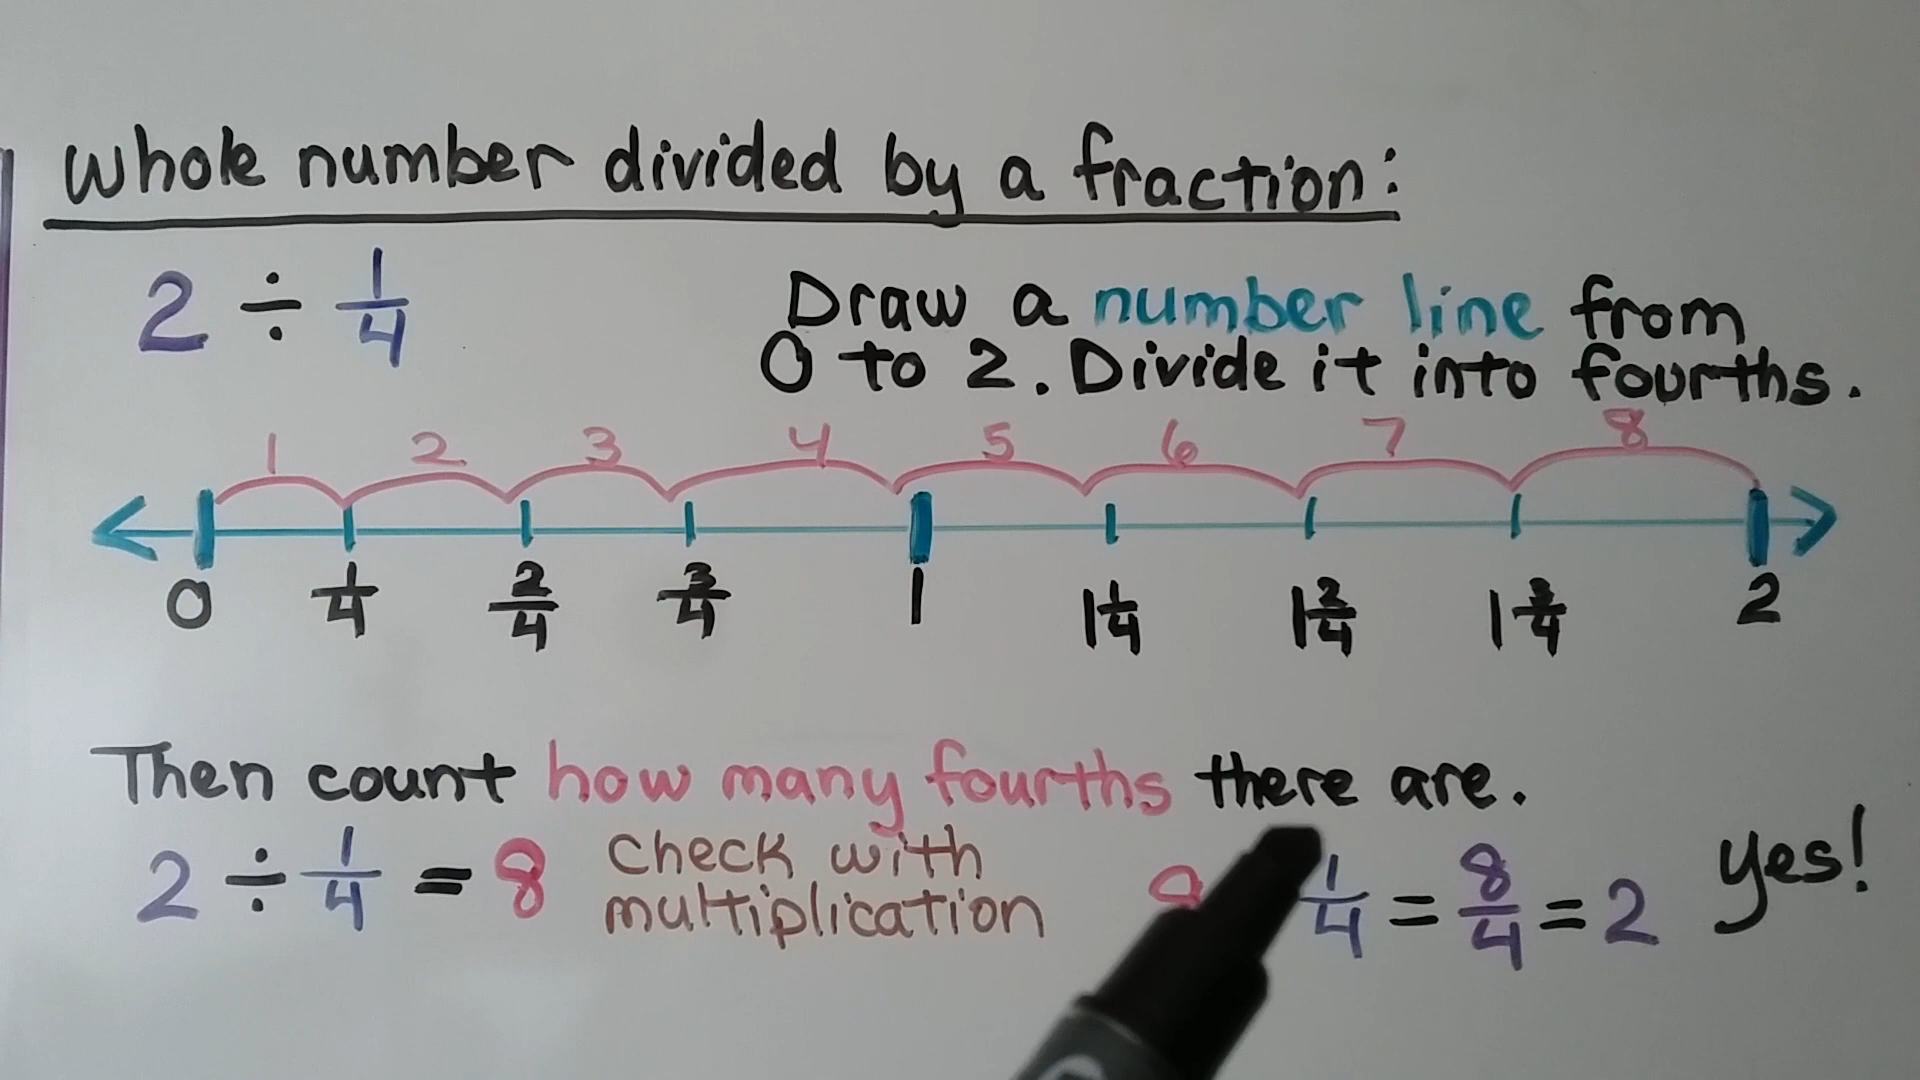 Whole number divided by a fraction:
2 ÷ 1/4
Draw a number line from
0 to 2. Divide it into fourths.
1 2 3 4 5 6 7 8
0 1/4 2/4 3/4 1 1 1/4 1 2/4 1 3/4 2
Then count how many fourths there are.
2 ÷ 1/4 = 8
check with
multiplication
1/4 = 8/4 = 2
yes!